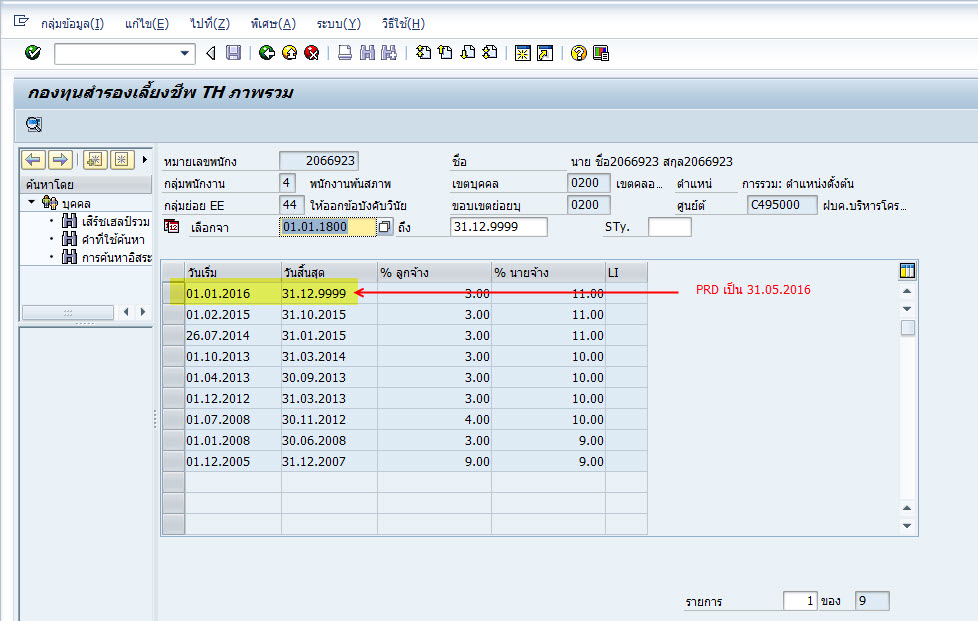 กลุ่มข้อมูล(I) แก้ไข(E) ไปที่(Z) พิเศษ(A) ระบบ(Y) วิธีใช้(H)
กองทุนสำรองเลี้ยงชีพ TH ภาพรวม
ค้นหาโดย
บุคคล
เสิร์ชเฮลป์รวม
คำที่ใช้ค้นหา
การค้นหาอิสระ
หมายเลขพนักง 2066923 ชื่อ นาย ชื่อ2066923 สกุล2066923
กลุ่มพนักงาน 4 พนักงานพ้นสภาพ เขตบุคคล 0200 เขตคลอ... ตำแหน่ การรวม: ตำแหน่งตั้งต้น
กลุ่มย่อย EE 44 ให้ออกข้อบังคับวินัย ขอบเขตย่อยบุ 0200 ศูนย์ต้ C495000 ฝบค.บริหารโคร...
เลือกจา 01.01.1800 ถึง 31.12.9999 STy.
วันเริ่ม วันสิ้นสุด % ลูกจ้าง % นายจ้าง LI
01.01.2016 31.12.9999 3.00 11.00 PRD เป็น 31.05.2016
01.02.2015 31.10.2015 3.00 11.00
26.07.2014 31.01.2015 3.00 11.00
01.10.2013 31.03.2014 3.00 10.00
01.04.2013 30.09.2013 3.00 10.00
01.12.2012 31.03.2013 3.00 10.00
01.07.2008 30.11.2012 4.00 10.00
01.01.2008 30.06.2008 3.00 9.00
01.12.2005 31.12.2007 9.00 9.00
รายการ 1 ของ 9